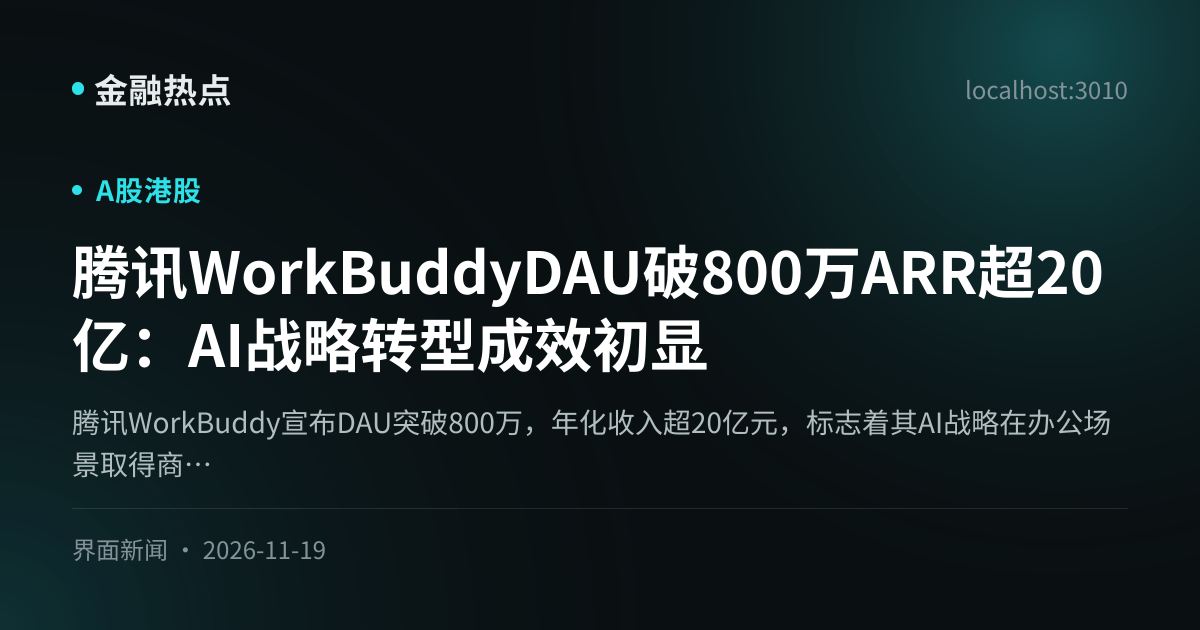 金融热点
localhost:3010
A股港股
腾讯WorkBuddyDAU破800万ARR超20
亿：AI战略转型成效初显
腾讯WorkBuddy宣布DAU突破800万，年化收入超20亿元，标志着其AI战略在办公场
景取得商…
界面新闻 • 2026-11-19